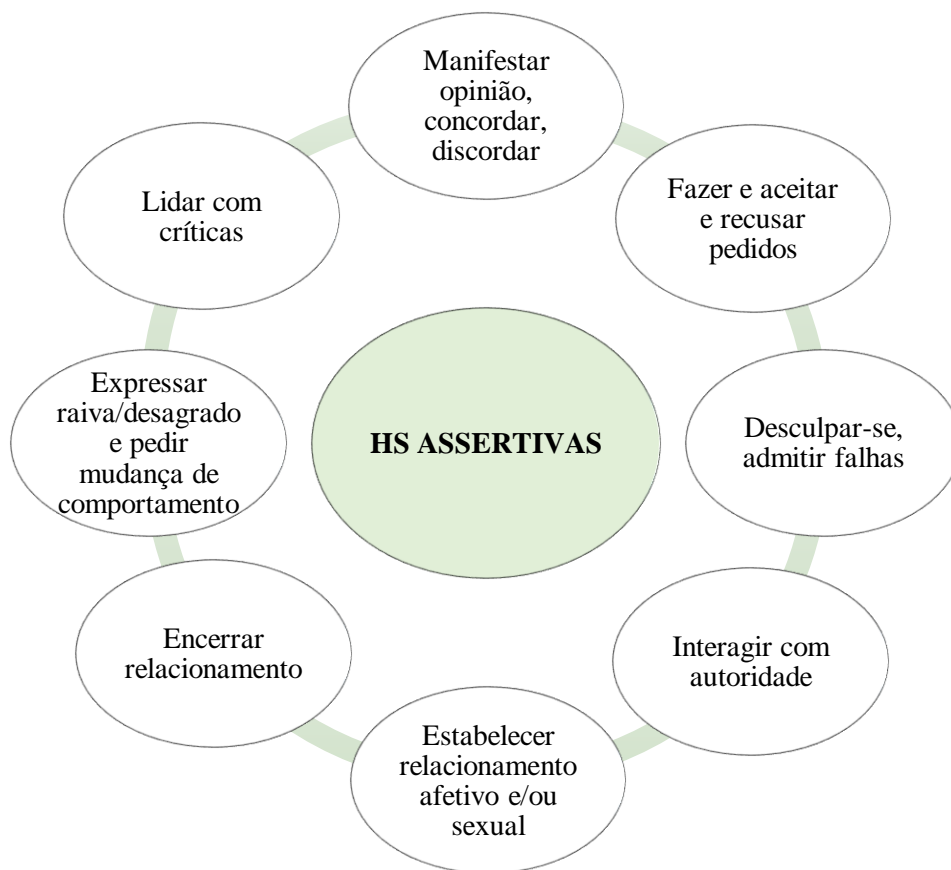 Manifestar
opinião,
concordar,
discordar
Fazer e aceitar
e recusar
pedidos
Desculpar-se,
admitir falhas
Interagir com
autoridade
Estabelecer
relacionamento
afetivo e/ou
sexual
Encerrar
relacionamento
Expressar
raiva/desagrado
e pedir
mudança de
comportamento
Lidar com
críticas
HS ASSERTIVAS